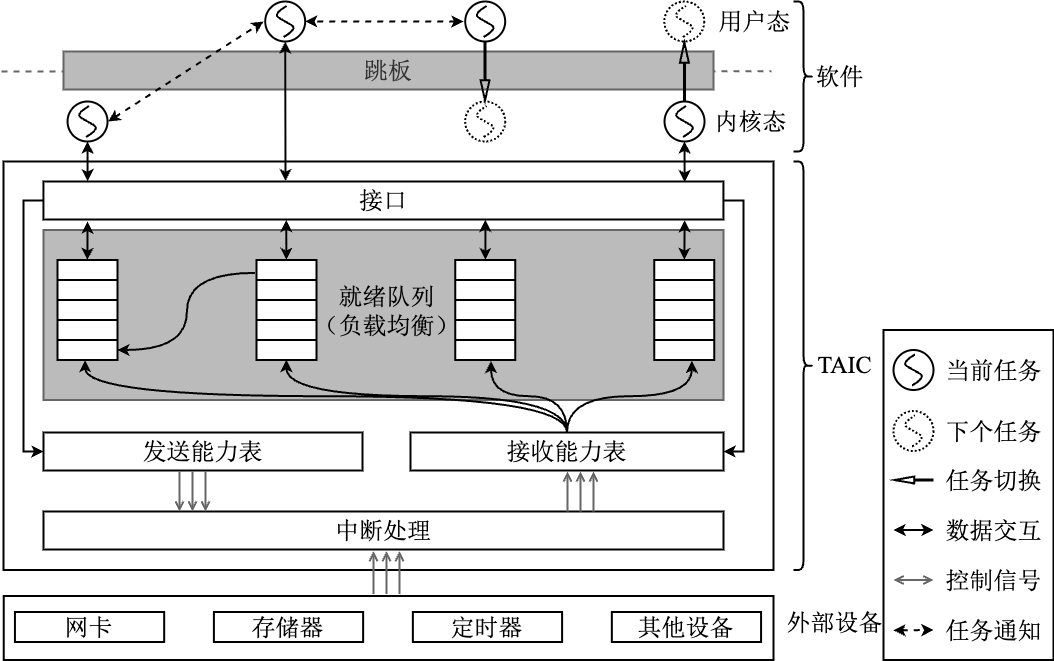 用户态
跳板
软件
内核态
接口
就绪队列
（负载均衡）
TAIC
发送能力表
接收能力表
中断处理
网卡
存储器
定时器
其他设备
外部设备
当前任务
下个任务
任务切换
数据交互
控制信号
任务通知